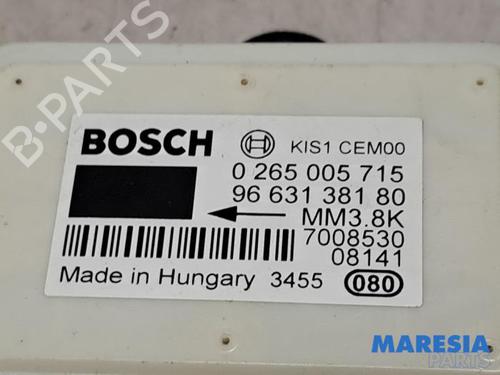 BOSCH KIS1 CEM00
0 265 005 715
96 631 381 80
MM3.8K
7008530
08141
Made in Hungary 3455 080
B-PARTS
MARESIA
PARTS